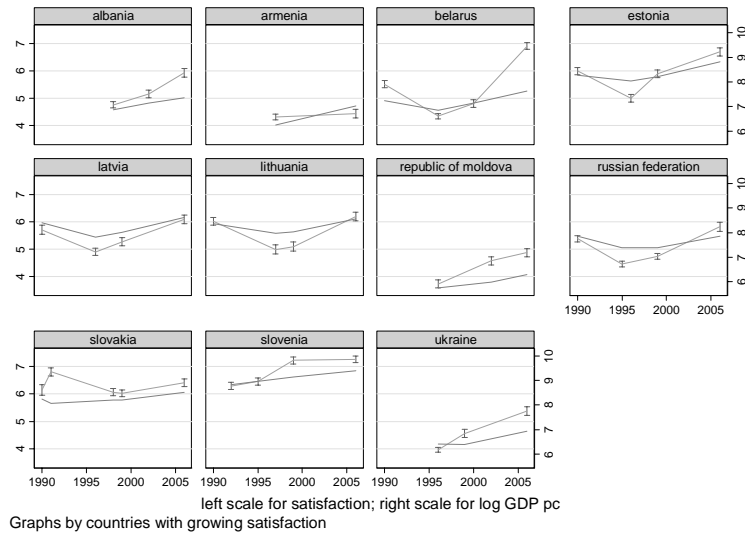 albania
armenia
belarus
estonia
4 5 6 7
6 7 8 9 10
latvia
lithuania
republic of moldova
russian federation
4 5 6 7
6 7 8 9 10
1990 1995 2000 2005
slovakia
slovenia
ukraine
4 5 6 7
6 7 8 9 10
1990 1995 2000 2005
1990 1995 2000 2005
1990 1995 2000 2005
left scale for satisfaction; right scale for log GDP pc
Graphs by countries with growing satisfaction